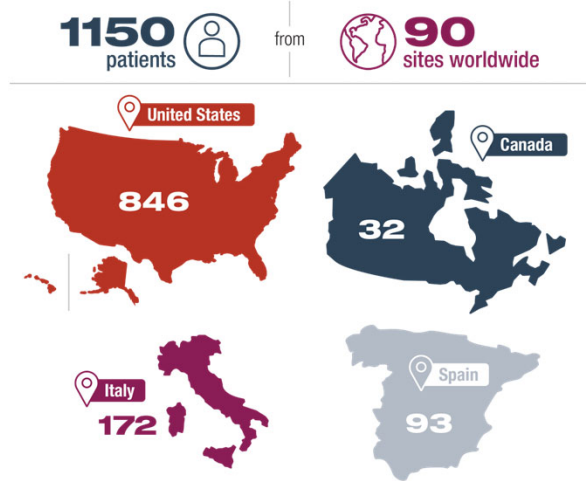 1150
patients
from
90
sites worldwide
United States
846
Canada
32
Italy
172
Spain
93